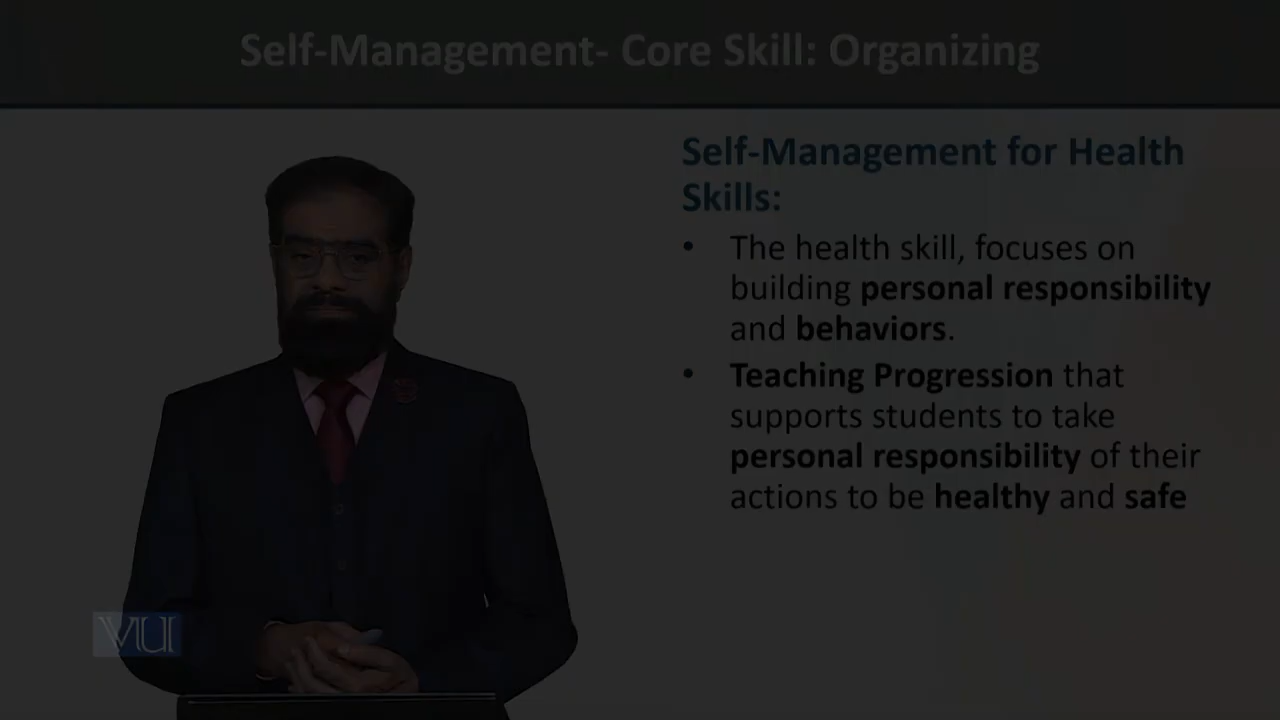 Self-Management- Core Skill: Organizing
Self-Management for Health
Skills:
• The health skill, focuses on
building personal responsibility
and behaviors.
• Teaching Progression that
supports students to take
personal responsibility of their
actions to be healthy and safe
VU